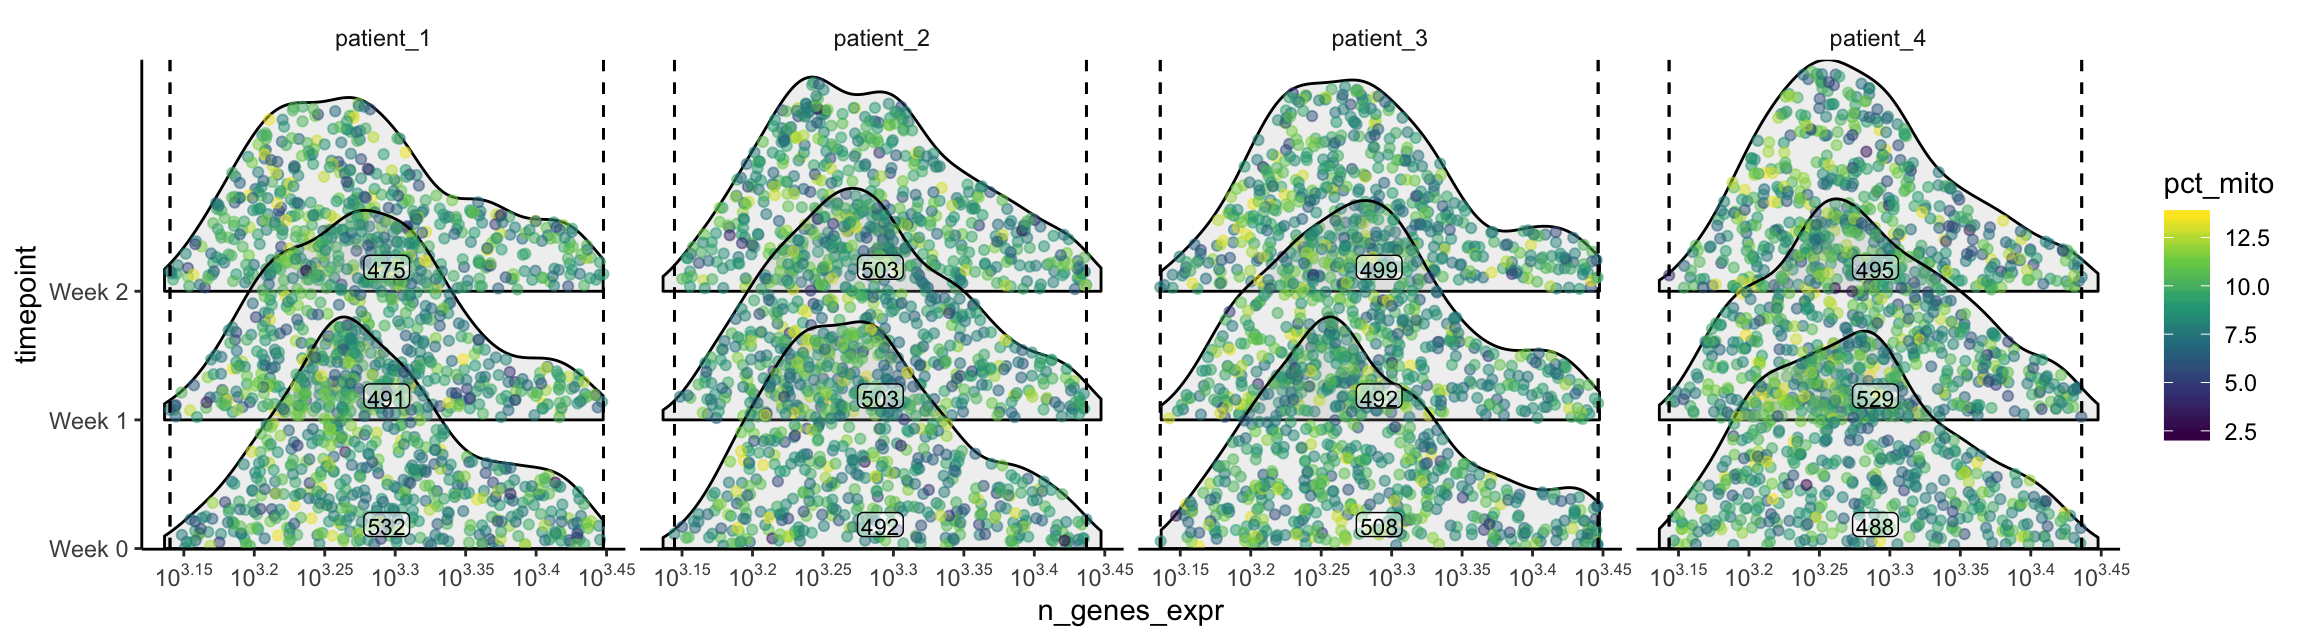 patient_1 patient_2 patient_3 patient_4
timepoint
Week 2
Week 1
Week 0
475 503 499 495
491 503 492 529
532 492 508 488
10^3.15 10^3.2 10^3.25 10^3.3 10^3.35 10^3.4 10^3.45 10^3.15 10^3.2 10^3.25 10^3.3 10^3.35 10^3.4 10^3.45 10^3.15 10^3.2 10^3.25 10^3.3 10^3.35 10^3.4 10^3.45 10^3.15 10^3.2 10^3.25 10^3.3 10^3.35 10^3.4 10^3.45
n_genes_expr
pct_mito
12.5
10.0
7.5
5.0
2.5